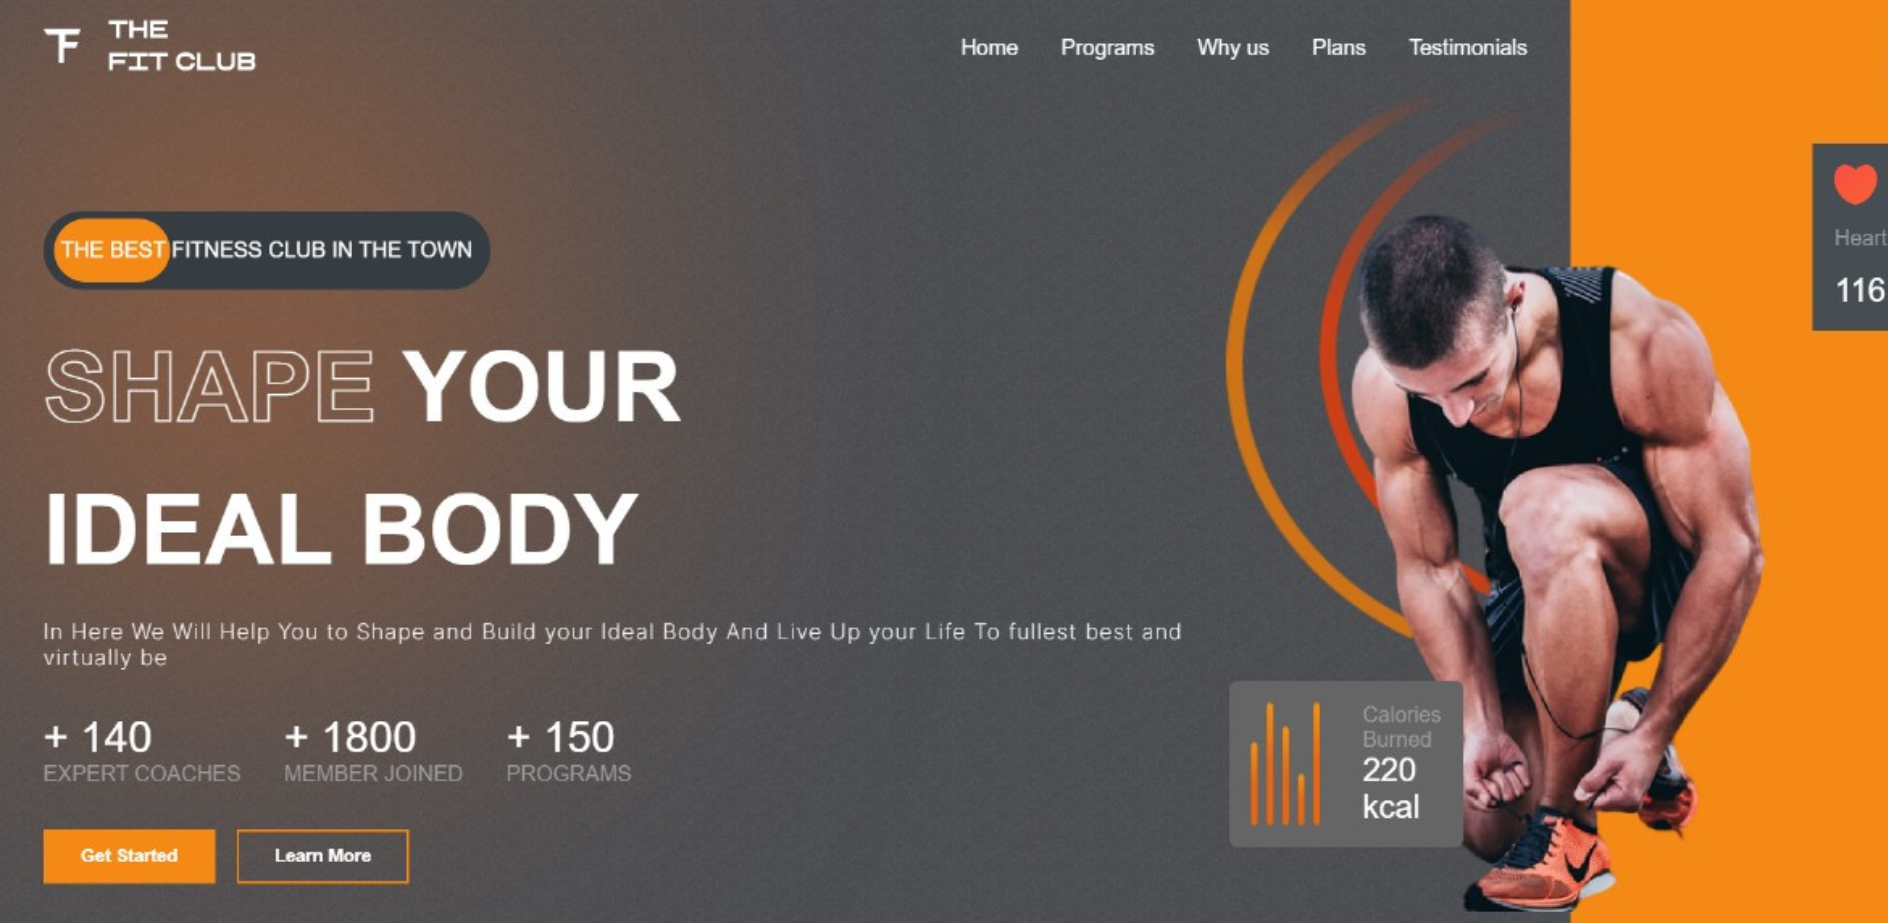 THE
FIT CLUB
Home Programs Why us Plans Testimonials
THE BEST FITNESS CLUB IN THE TOWN
SHAPE YOUR
IDEAL BODY
In Here We Will Help You to Shape and Build your Ideal Body And Live Up your Life To fullest best and
virtually be
+ 140
EXPERT COACHES
+ 1800
MEMBER JOINED
+ 150
PROGRAMS
Get Started
Learn More
Heart
116
Calories
Burned
220
kcal